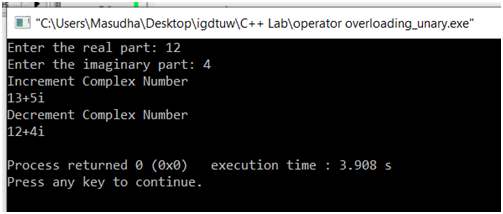 "C:\Users\Masudha\Desktop\igdtuw\C++ Lab\operator overloading_unary.exe"
Enter the real part: 12
Enter the imaginary part: 4
Increment Complex Number
13+5i
Decrement Complex Number
12+4i
Process returned 0 (0x0)   execution time : 3.908 s
Press any key to continue.